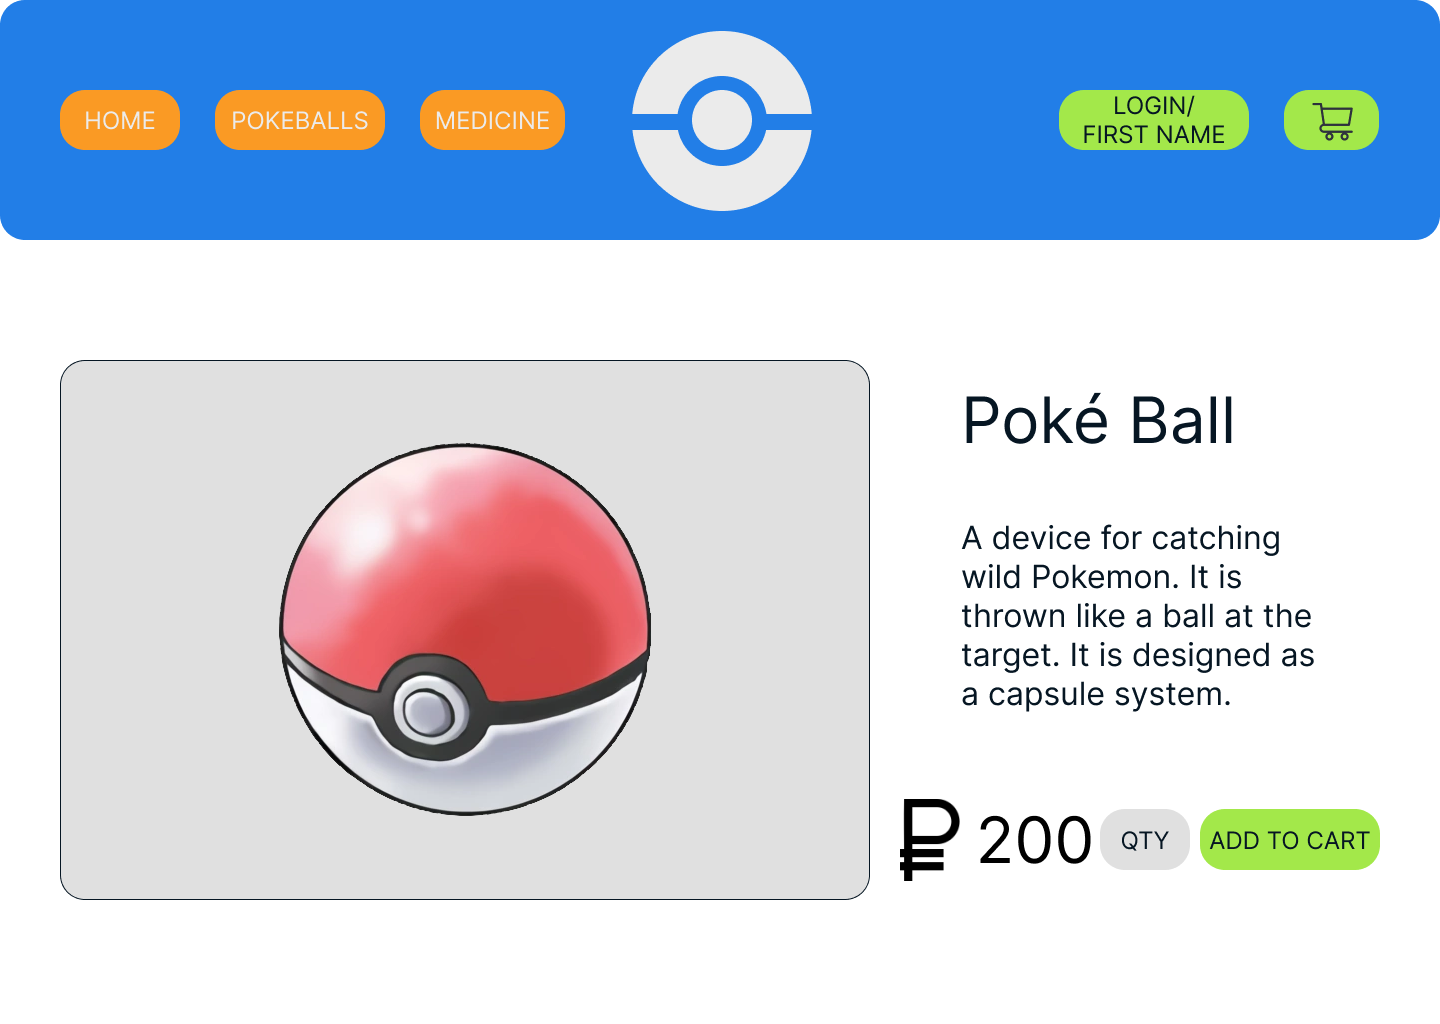 HOME
POKEBALLS
MEDICINE
LOGIN/
FIRST NAME
Poké Ball
A device for catching
wild Pokemon. It is
thrown like a ball at the
target. It is designed as
a capsule system.
200
QTY
ADD TO CART